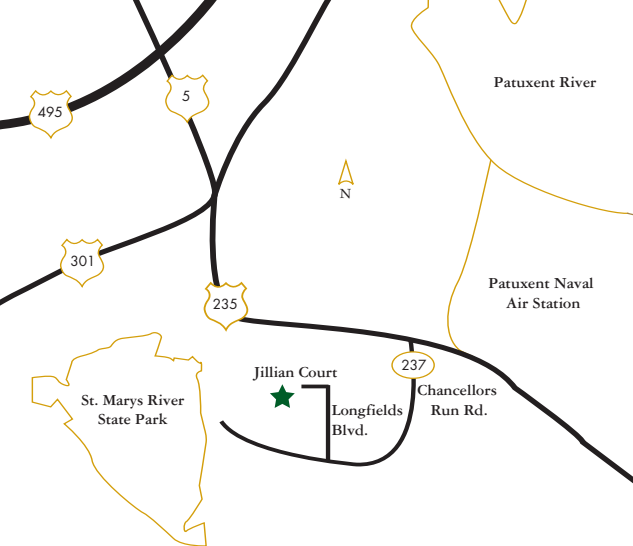 Patuxent River
5
495
N
301
Patuxent Naval
Air Station
235
237
Jillian Court
Chancellors
Run Rd.
St. Marys River
State Park
Longfields
Blvd.